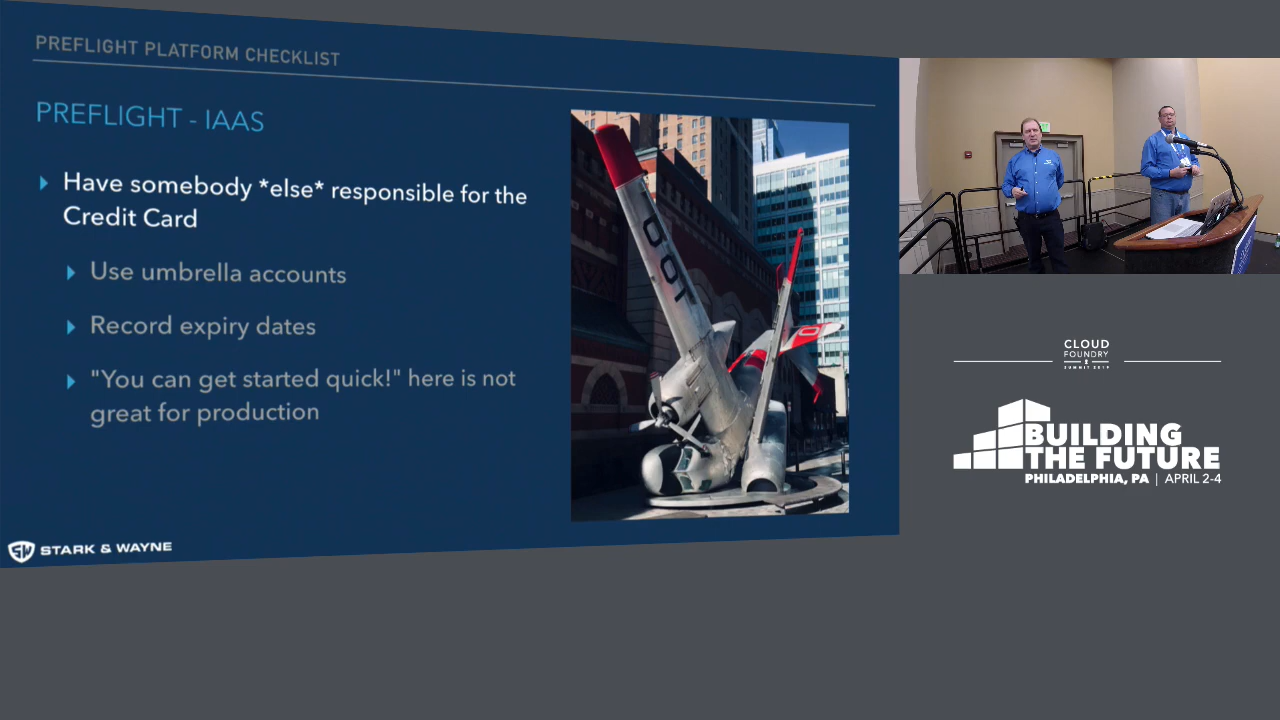 PREFLIGHT PLATFORM CHECKLIST
PREFLIGHT - IAAS
Have somebody *else* responsible for the
Credit Card
Use umbrella accounts
Record expiry dates
"You can get started quick!" here is not
great for production
STARK & WAYNE
CLOUD
FOUNDRY
SUMMIT 2019
BUILDING
THE FUTURE
PHILADELPHIA, PA | APRIL 2-4